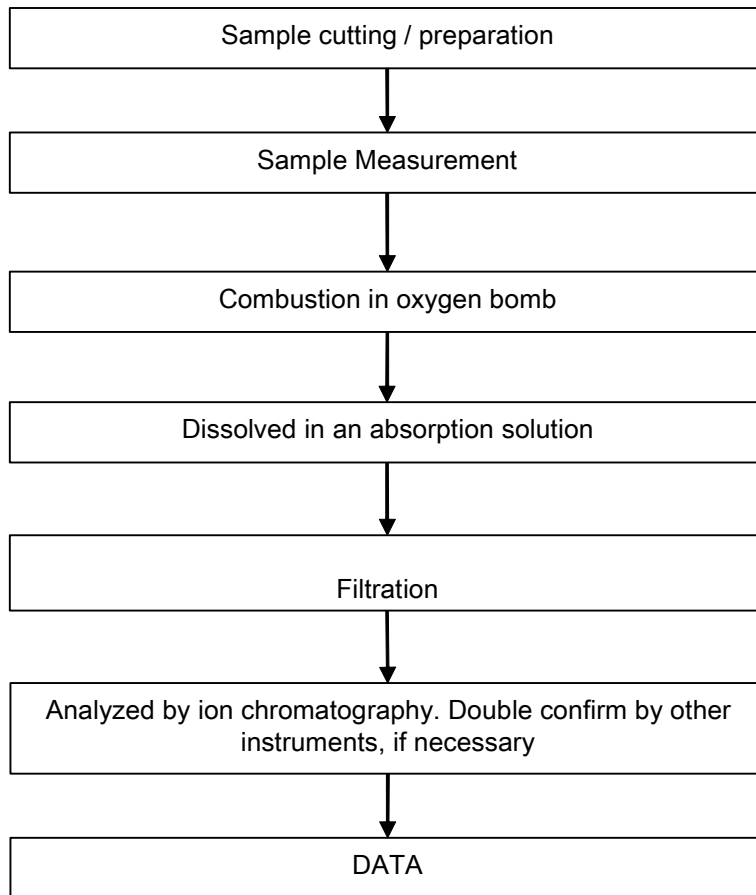 Sample cutting / preparation
Sample Measurement
Combustion in oxygen bomb
Dissolved in an absorption solution
Filtration
Analyzed by ion chromatography. Double confirm by other
instruments, if necessary
DATA